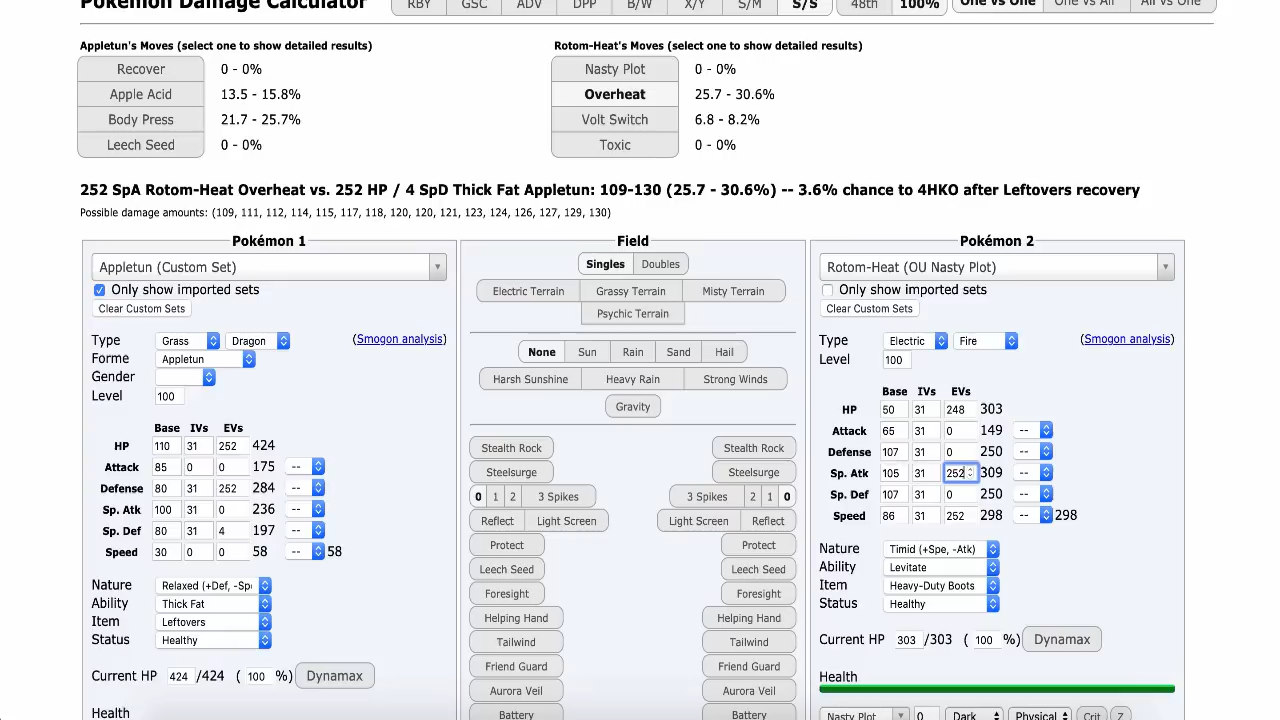 Pokémon Damage Calculator
RBY GSC ADV DPP B/W X/Y S/M S/S 48th 100% One vs One One vs All All vs One
Appletun's Moves (select one to show detailed results)
Rotom-Heat's Moves (select one to show detailed results)
Recover 0 - 0%
Nasty Plot 0 - 0%
Apple Acid 13.5 - 15.8%
Overheat 25.7 - 30.6%
Body Press 21.7 - 25.7%
Volt Switch 6.8 - 8.2%
Leech Seed 0 - 0%
Toxic 0 - 0%
252 SpA Rotom-Heat Overheat vs. 252 HP / 4 SpD Thick Fat Appletun: 109-130 (25.7 - 30.6%) -- 3.6% chance to 4HKO after Leftovers recovery
Possible damage amounts: (109, 111, 112, 114, 115, 117, 118, 120, 120, 121, 123, 124, 126, 127, 129, 130)
Pokémon 1
Appletun (Custom Set)
Only show imported sets
Clear Custom Sets
Type Grass Dragon (Smogon analysis)
Forme Appletun
Gender
Level 100
Base IVs EVs
HP 110 31 252 424
Attack 85 0 0 175 --
Defense 80 31 252 284 --
Sp. Atk 100 31 0 236 --
Sp. Def 80 31 4 197 --
Speed 30 0 0 58 -- 58
Nature Relaxed (+Def, -Sp
Ability Thick Fat
Item Leftovers
Status Healthy
Current HP 424 /424 ( 100 %) Dynamax
Health
Field
Singles Doubles
Electric Terrain Grassy Terrain Misty Terrain
Psychic Terrain
None Sun Rain Sand Hail
Harsh Sunshine Heavy Rain Strong Winds
Gravity
Stealth Rock Stealth Rock
Steelsurge Steelsurge
0 1 2 3 Spikes 3 Spikes 2 1 0
Reflect Light Screen Light Screen Reflect
Protect Protect
Leech Seed Leech Seed
Foresight Foresight
Helping Hand Helping Hand
Tailwind Tailwind
Friend Guard Friend Guard
Aurora Veil Aurora Veil
Battery Battery
Pokémon 2
Rotom-Heat (OU Nasty Plot)
Only show imported sets
Clear Custom Sets
Type Electric Fire (Smogon analysis)
Level 100
Base IVs EVs
HP 50 31 248 303
Attack 65 31 0 149 --
Defense 107 31 0 250 --
Sp. Atk 105 31 252 309 --
Sp. Def 107 31 0 250 --
Speed 86 31 252 298 -- 298
Nature Timid (+Spe, -Atk)
Ability Levitate
Item Heavy-Duty Boots
Status Healthy
Current HP 303 /303 ( 100 %) Dynamax
Health
Nasty Plot 0 Dark Physical Crit Z